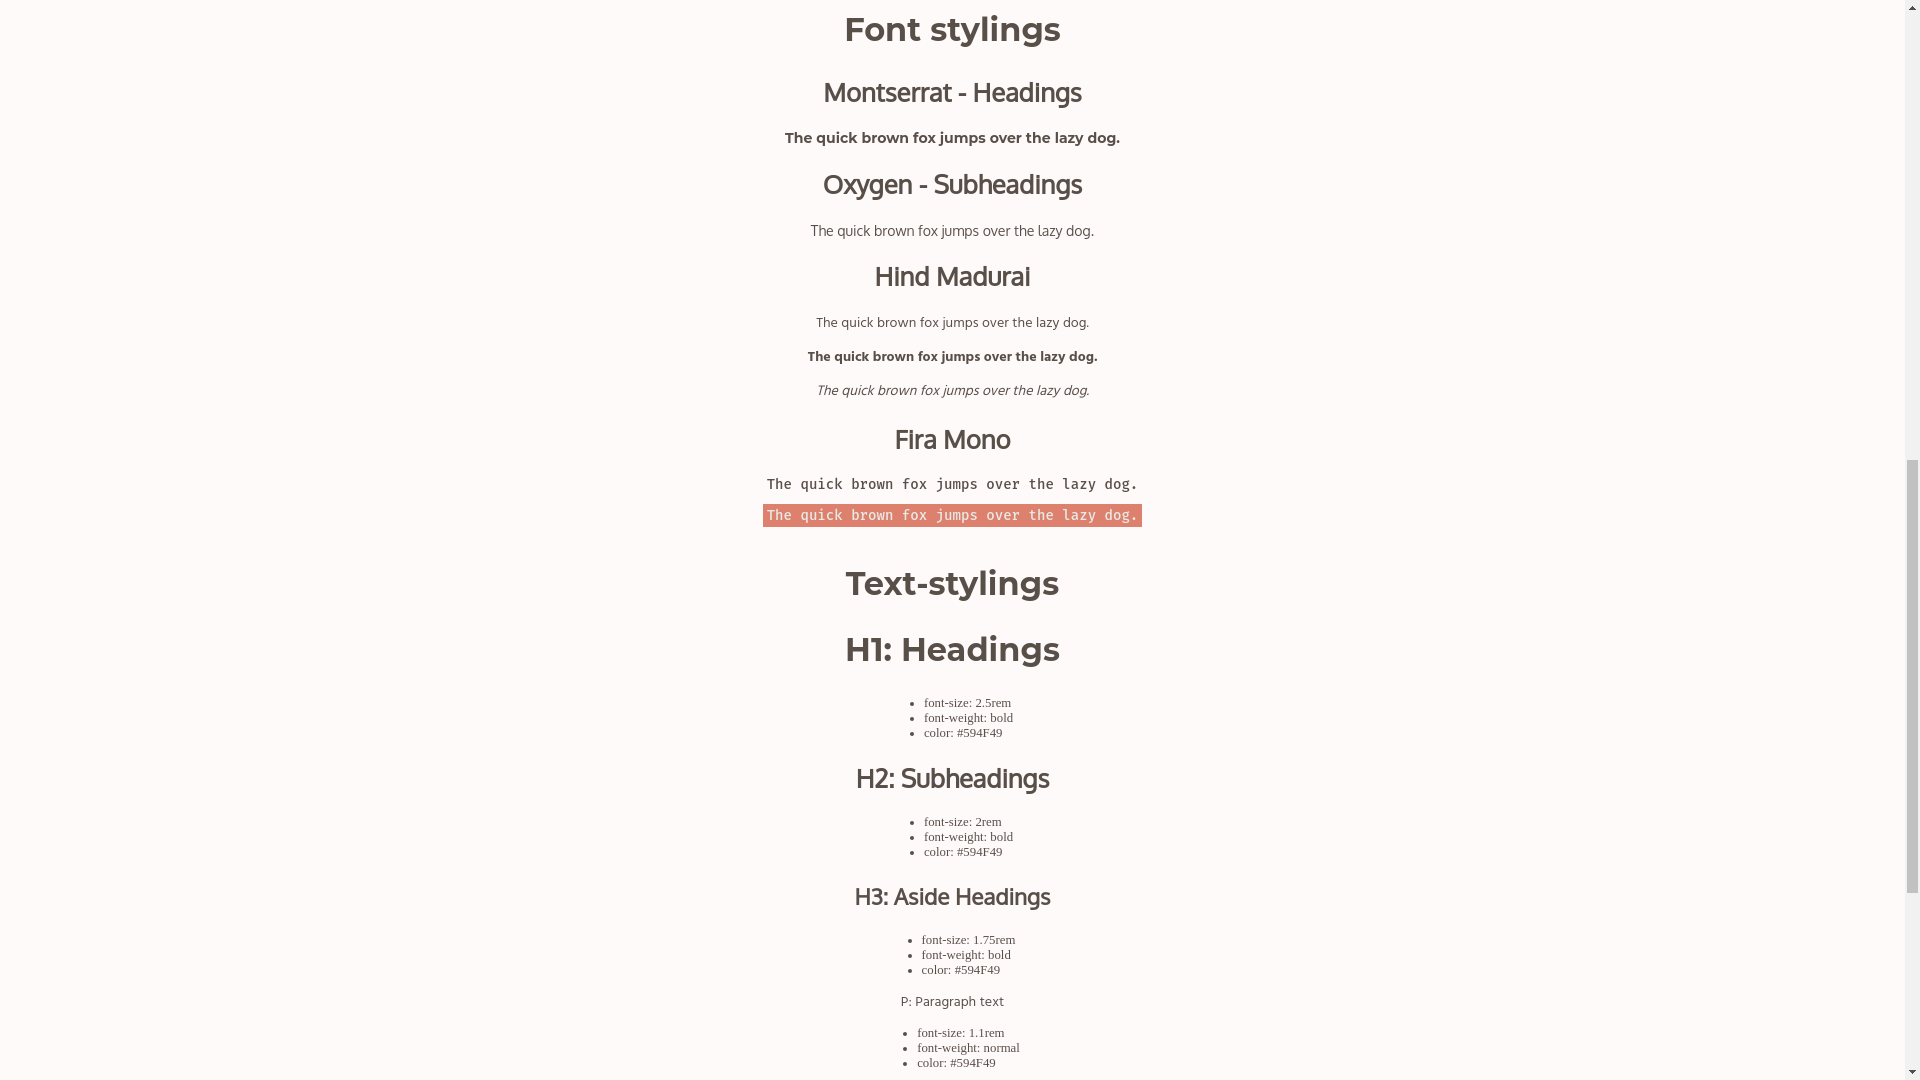 Font stylings
Montserrat - Headings
The quick brown fox jumps over the lazy dog.
Oxygen - Subheadings
The quick brown fox jumps over the lazy dog.
Hind Madurai
The quick brown fox jumps over the lazy dog.
The quick brown fox jumps over the lazy dog.
The quick brown fox jumps over the lazy dog.
Fira Mono
The quick brown fox jumps over the lazy dog.
The quick brown fox jumps over the lazy dog.
Text-stylings
H1: Headings
• font-size: 2.5rem
• font-weight: bold
• color: #594F49
H2: Subheadings
• font-size: 2rem
• font-weight: bold
• color: #594F49
H3: Aside Headings
• font-size: 1.75rem
• font-weight: bold
• color: #594F49
P: Paragraph text
• font-size: 1.1rem
• font-weight: normal
• color: #594F49